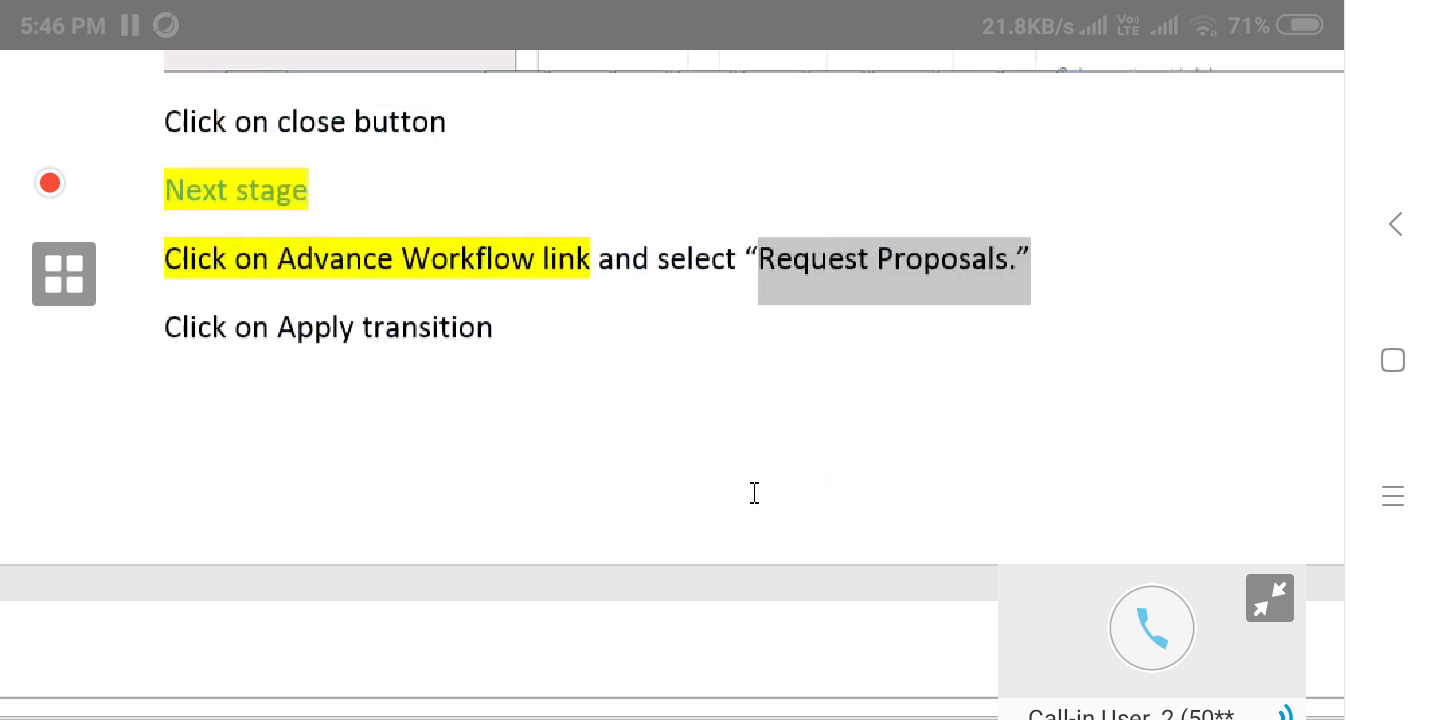 5:46 PM 21.8KB/s Vo) LTE 71%
Click on close button
Next stage
Click on Advance Workflow link and select “Request Proposals.”
Click on Apply transition
Call-in User_2 (50**